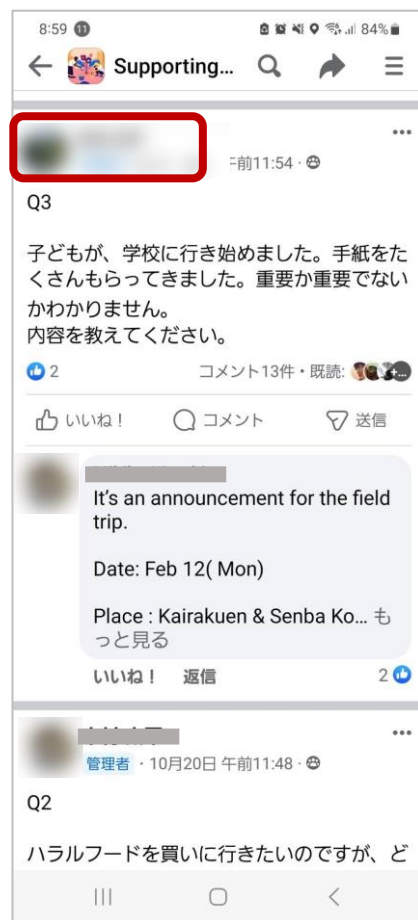 8:59 11 84%
Supporting...
午前11:54
Q3
子どもが、学校に行き始めました。手紙をた
くさんもらってきました。重要か重要でない
かわかりません。
内容を教えてください。
2 コメント13件・既読:
いいね! コメント 送信
It's an announcement for the field
trip.
Date: Feb 12( Mon)
Place : Kairakuen & Senba Ko... も
っと見る
いいね! 返信 2
管理者 ・10月20日 午前11:48 ・
Q2
ハラルフードを買いに行きたいのですが、ど